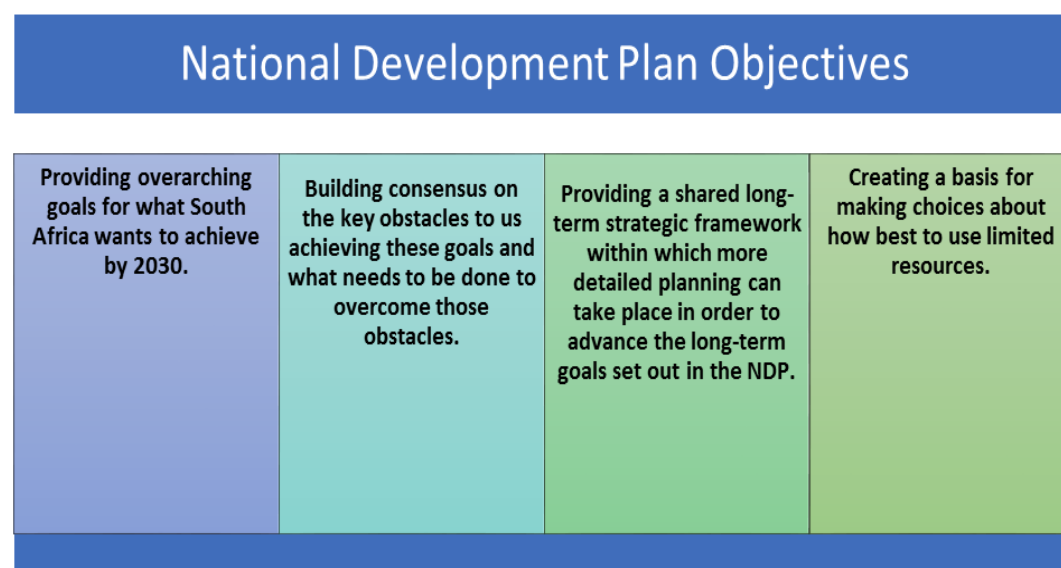 National Development Plan Objectives
Providing overarching
goals for what South
Africa wants to achieve
by 2030.
Building consensus on
the key obstacles to us
achieving these goals and
what needs to be done to
overcome those
obstacles.
Providing a shared long-
term strategic framework
within which more
detailed planning can
take place in order to
advance the long-term
goals set out in the NDP.
Creating a basis for
making choices about
how best to use limited
resources.